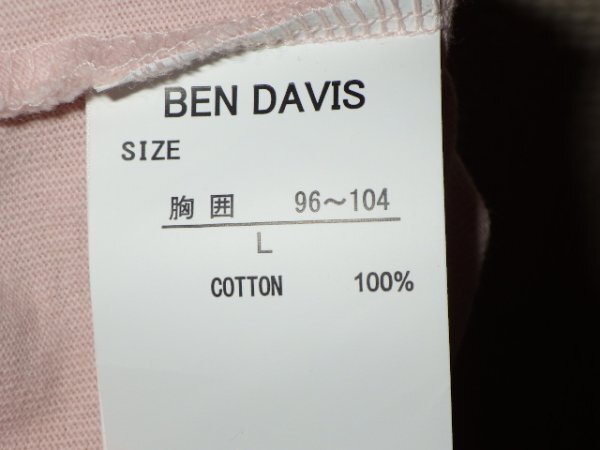 BEN DAVIS
SIZE
胸囲 96～104
L
COTTON 100%